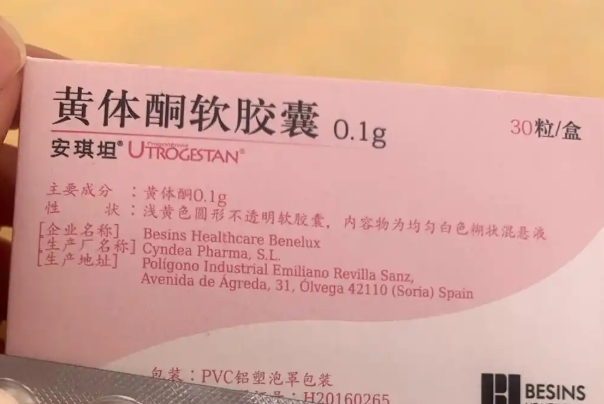 黄体酮软胶囊 0.1g 30粒/盒
安琪坦® UTROGESTAN®
主要成分 : 黄体酮0.1g
性 状 : 浅黄色圆形不透明软胶囊, 内容物为均匀白色糊状混悬液
[企业名称] Besins Healthcare Benelux
[生产厂名称] Cyndea Pharma, S.L.
[生产地址] Polígono Industrial Emiliano Revilla Sanz,
Avenida de Ágreda, 31, Ólvega 42110 (Soria) Spain
包装 : PVC铝塑泡罩包装
H20160265
BESINS